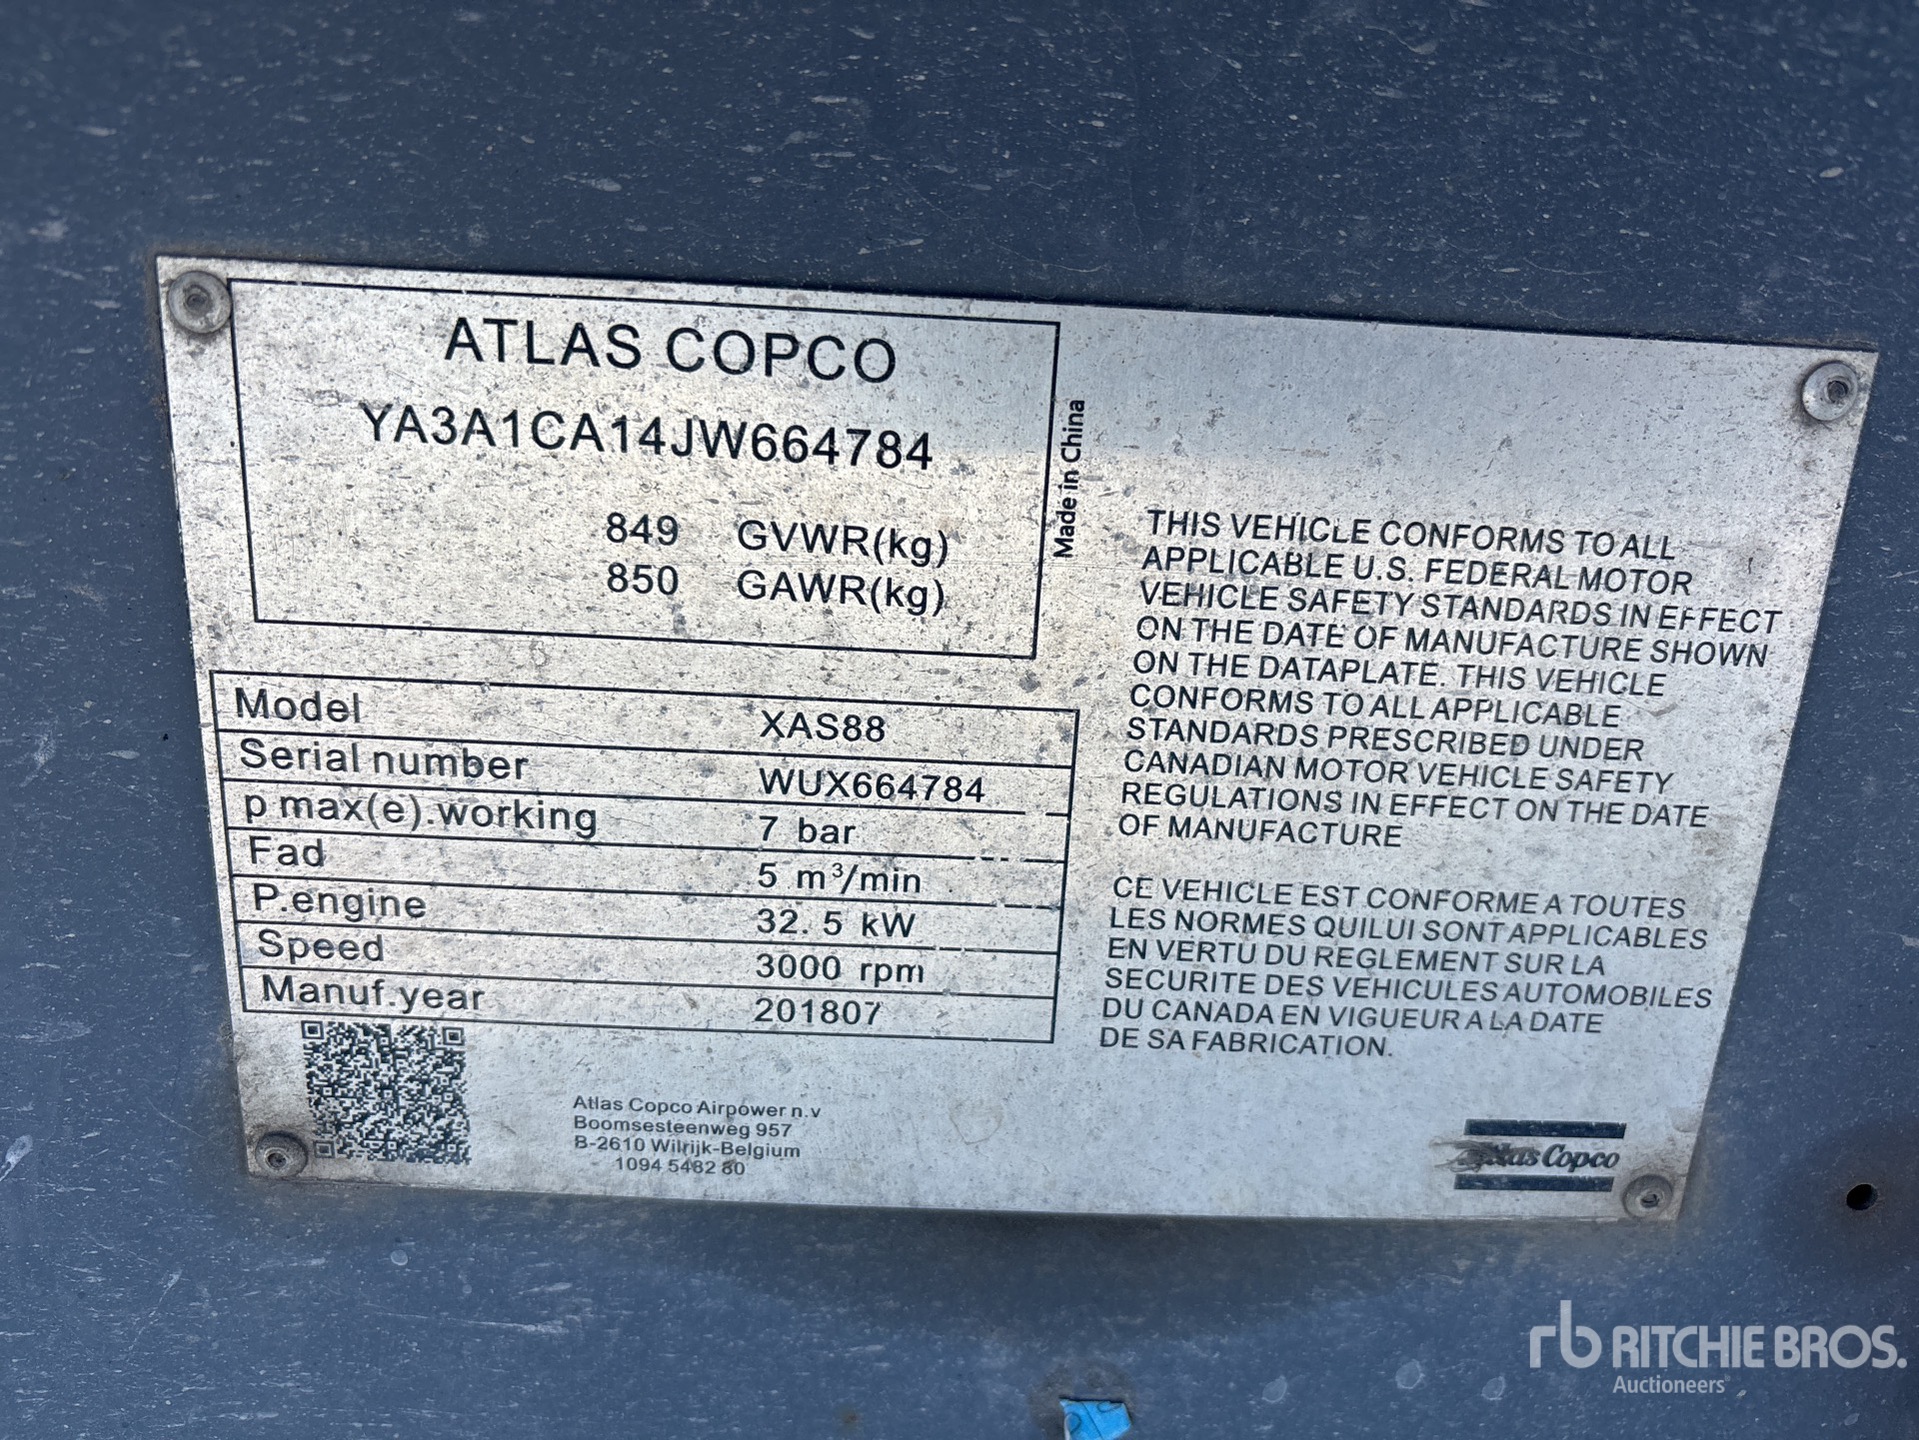 ATLAS COPCO
YA3A1CA14JW664784
849 GVWR(kg)
850 GAWR(kg)
Made in China
Model XAS88
Serial number WUX664784
p max(e).working 7 bar
Fad 5 m³/min
P.engine 32.5 kW
Speed 3000 rpm
Manuf.year 201807
THIS VEHICLE CONFORMS TO ALL
APPLICABLE U.S. FEDERAL MOTOR
VEHICLE SAFETY STANDARDS IN EFFECT
ON THE DATE OF MANUFACTURE SHOWN
ON THE DATAPLATE. THIS VEHICLE
CONFORMS TO ALL APPLICABLE
STANDARDS PRESCRIBED UNDER
CANADIAN MOTOR VEHICLE SAFETY
REGULATIONS IN EFFECT ON THE DATE
OF MANUFACTURE
CE VEHICLE EST CONFORME A TOUTES
LES NORMES QUI LUI SONT APPLICABLES
EN VERTU DU REGLEMENT SUR LA
SECURITE DES VEHICULES AUTOMOBILES
DU CANADA EN VIGUEUR A LA DATE
DE SA FABRICATION.
Atlas Copco Airpower n.v
Boomsesteenweg 957
B-2610 Wilrijk-Belgium
1094 5482 80
Atlas Copco
rb RITCHIE BROS.
Auctioneers